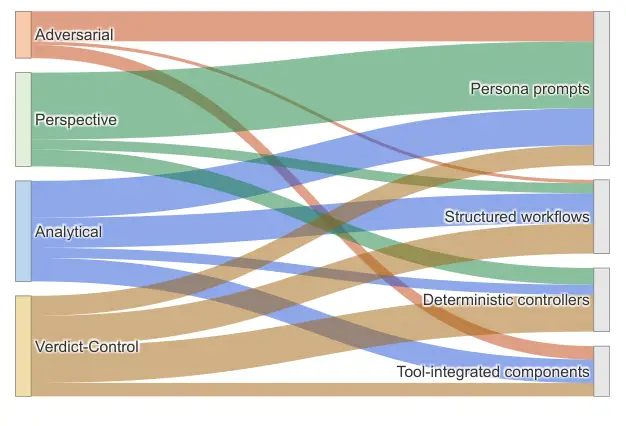 Adversarial
Perspective
Analytical
Verdict-Control
Persona prompts
Structured workflows
Deterministic controllers
Tool-integrated components